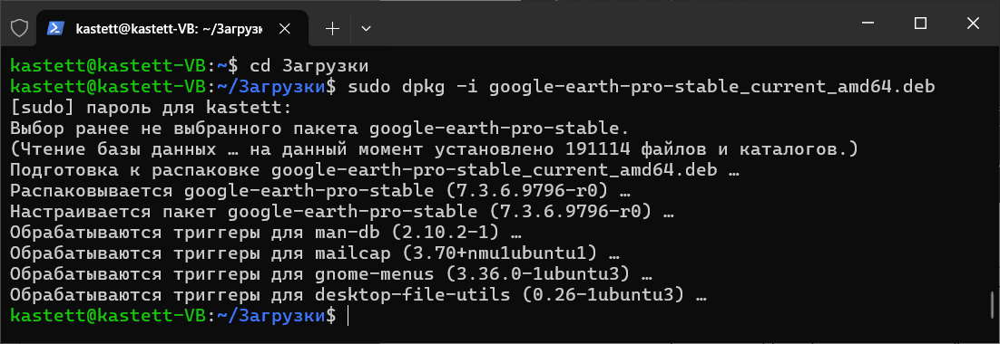 kastett@kastett-VB: ~/Загрузк
kastett@kastett-VB:~$ cd Загрузки
kastett@kastett-VB:~/Загрузки$ sudo dpkg -i google-earth-pro-stable_current_amd64.deb
[sudo] пароль для kastett:
Выбор ранее не выбранного пакета google-earth-pro-stable.
(Чтение базы данных … на данный момент установлено 191114 файлов и каталогов.)
Подготовка к распаковке google-earth-pro-stable_current_amd64.deb …
Распаковывается google-earth-pro-stable (7.3.6.9796-r0) …
Настраивается пакет google-earth-pro-stable (7.3.6.9796-r0) …
Обрабатываются триггеры для man-db (2.10.2-1) …
Обрабатываются триггеры для mailcap (3.70+nmu1ubuntu1) …
Обрабатываются триггеры для gnome-menus (3.36.0-1ubuntu3) …
Обрабатываются триггеры для desktop-file-utils (0.26-1ubuntu3) …
kastett@kastett-VB:~/Загрузки$